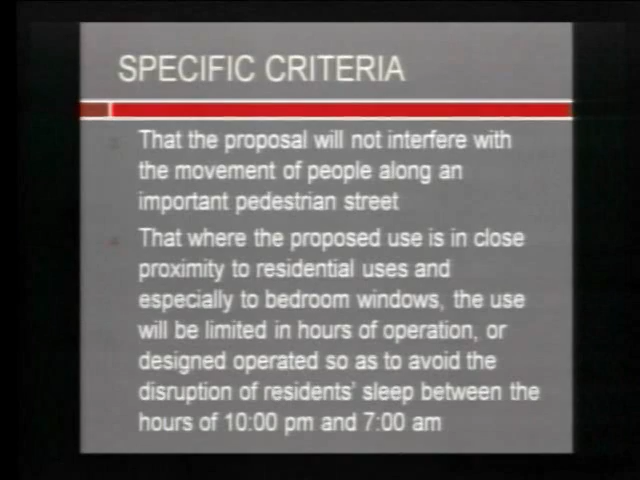 SPECIFIC CRITERIA
That the proposal will not interfere with
the movement of people along an
important pedestrian street
That where the proposed use is in close
proximity to residential uses and
especially to bedroom windows, the use
will be limited in hours of operation, or
designed operated so as to avoid the
disruption of residents' sleep between the
hours of 10:00 pm and 7:00 am